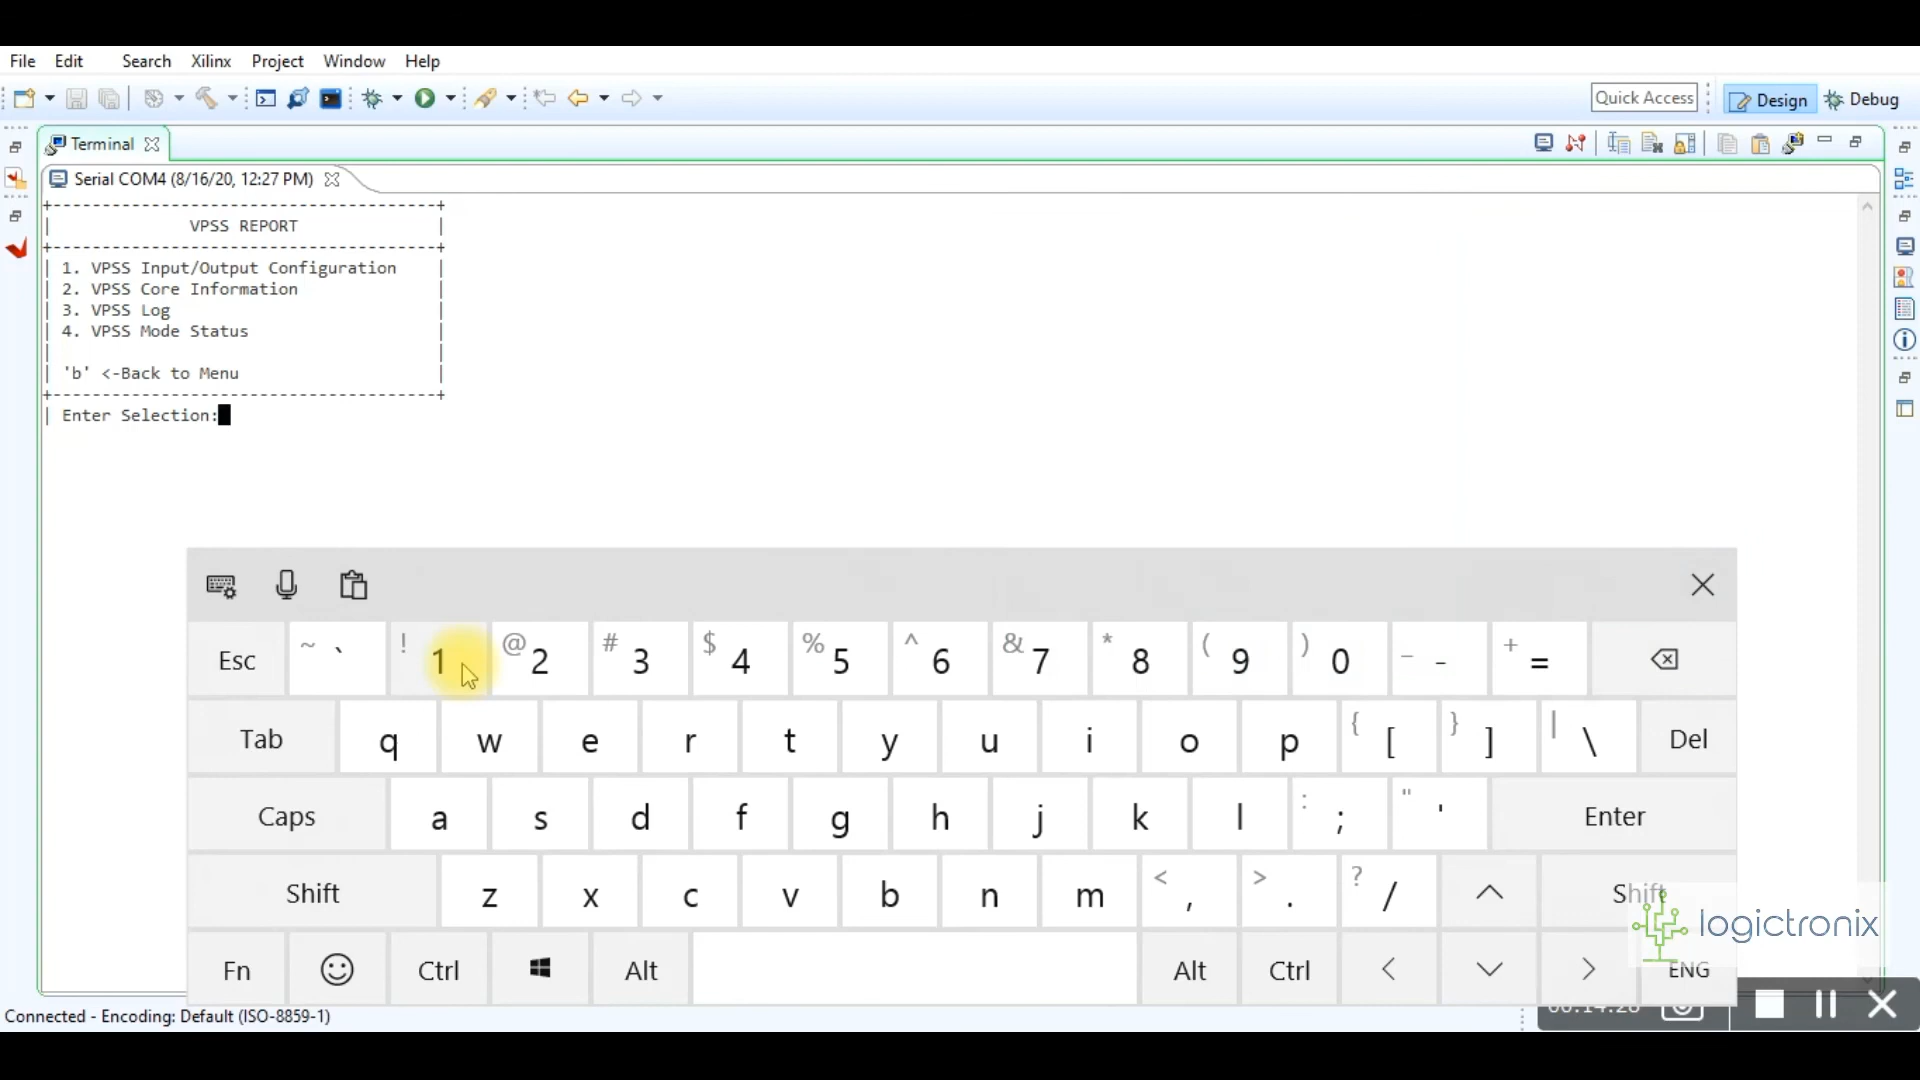 File Edit Search Xilinx Project Window Help
Quick Access Design Debug
Terminal
Serial COM4 (8/16/20, 12:27 PM)
+----------------------------------------+
| VPSS REPORT |
+----------------------------------------+
| 1. VPSS Input/Output Configuration |
| 2. VPSS Core Information |
| 3. VPSS Log |
| 4. VPSS Mode Status |
| |
| 'b' <-Back to Menu |
+----------------------------------------+
| Enter Selection:
Esc ~ ` ! 1 @ 2 # 3 $ 4 % 5 ^ 6 & 7 * 8 ( 9 ) 0 _ - + =
Tab q w e r t y u i o p { [ } ] | \ Del
Caps a s d f g h j k l : ; " ' Enter
Shift z x c v b n m < , > . ? / Shift
logictronix
Fn Ctrl Alt Alt Ctrl ENG
Connected - Encoding: Default (ISO-8859-1)